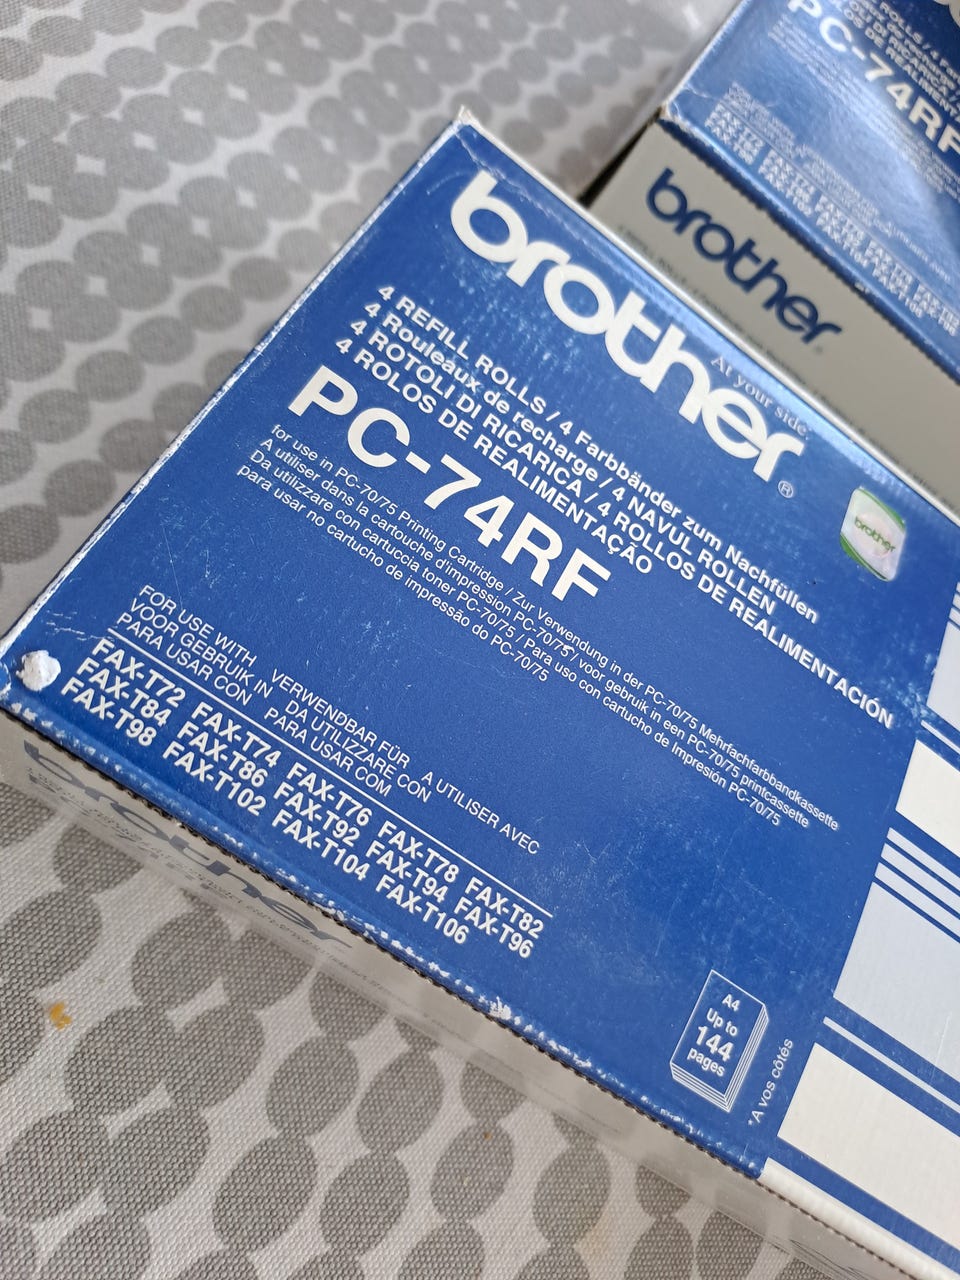 brother®
At your side.
4 REFILL ROLLS / 4 Farbbänder zum Nachfüllen
4 Rouleaux de recharge / 4 NAVUL ROLLEN
4 ROTOLI DI RICARICA / 4 ROLLOS DE REALIMENTACIÓN
4 ROLOS DE REALIMENTAÇÃO
PC-74RF
for use in PC-70/75 Printing Cartridge / Zur Verwendung in der PC-70/75 Mehrfachfarbbandkassette
A utiliser dans la cartouche d'impression PC-70/75 / voor gebruik in een PC-70/75 printcassette
Da utilizzare con cartuccia toner PC-70/75 / Para uso con cartucho de Impresión PC-70/75
para usar no cartucho de impressão do PC-70/75
brother
FOR USE WITH VERWENDBAR FÜR A UTILISER AVEC
VOOR GEBRUIK IN DA UTILIZZARE CON
PARA USAR CON PARA USAR COM
FAX-T72 FAX-T74 FAX-T76 FAX-T78 FAX-T82
FAX-T84 FAX-T86 FAX-T92 FAX-T94 FAX-T96
FAX-T98 FAX-T102 FAX-T104 FAX-T106
A4
Up to
144
pages
*A vos côtés
brother
PC-74RF
brother